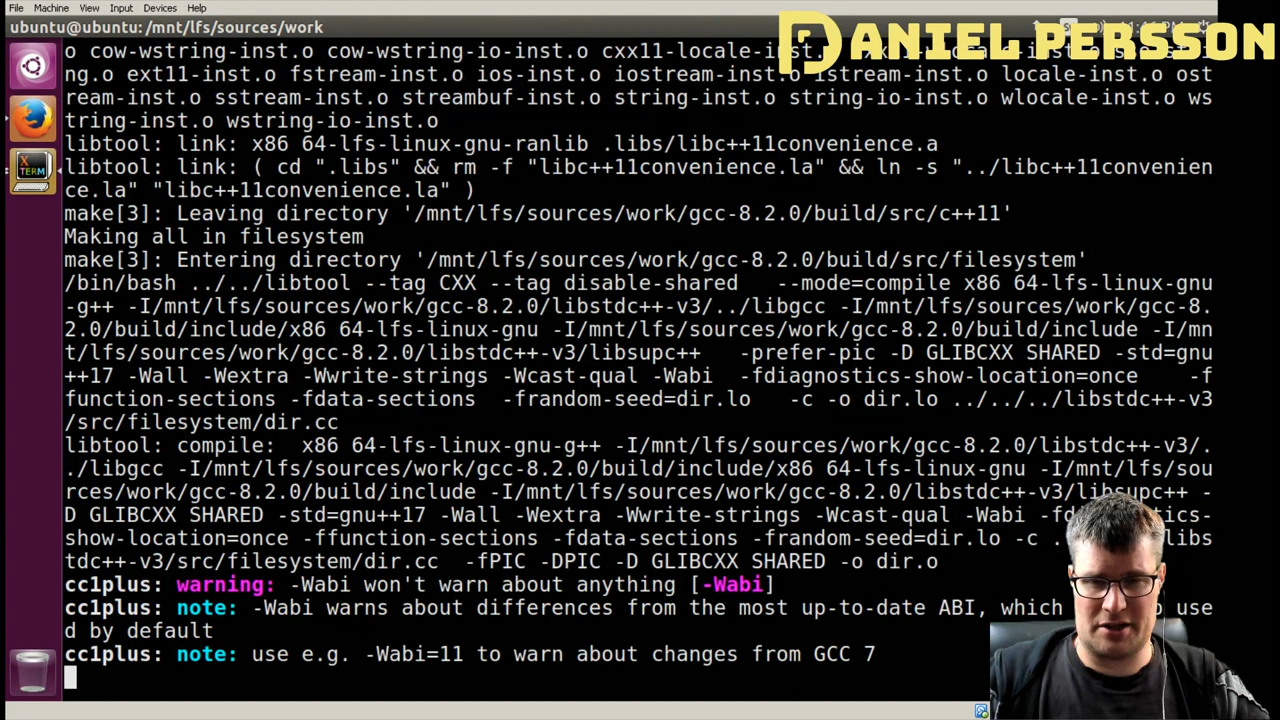 File Machine View Input Devices Help
ubuntu@ubuntu: /mnt/lfs/sources/work
DANIEL PERSSON
o cow-wstring-inst.o cow-wstring-io-inst.o cxx11-locale-inst.
ng.o ext11-inst.o fstream-inst.o ios-inst.o iostream-inst.o istream-inst.o locale-inst.o ost
ream-inst.o sstream-inst.o streambuf-inst.o string-inst.o string-io-inst.o wlocale-inst.o ws
tring-inst.o wstring-io-inst.o
libtool: link: x86 64-lfs-linux-gnu-ranlib .libs/libc++11convenience.a
libtool: link: ( cd ".libs" && rm -f "libc++11convenience.la" && ln -s "../libc++11convenien
ce.la" "libc++11convenience.la" )
make[3]: Leaving directory '/mnt/lfs/sources/work/gcc-8.2.0/build/src/c++11'
Making all in filesystem
make[3]: Entering directory '/mnt/lfs/sources/work/gcc-8.2.0/build/src/filesystem'
/bin/bash ../../libtool --tag CXX --tag disable-shared   --mode=compile x86 64-lfs-linux-gnu
-g++ -I/mnt/lfs/sources/work/gcc-8.2.0/libstdc++-v3/../libgcc -I/mnt/lfs/sources/work/gcc-8.
2.0/build/include/x86 64-lfs-linux-gnu -I/mnt/lfs/sources/work/gcc-8.2.0/build/include -I/mn
t/lfs/sources/work/gcc-8.2.0/libstdc++-v3/libsupc++   -prefer-pic -D GLIBCXX SHARED -std=gnu
++17 -Wall -Wextra -Wwrite-strings -Wcast-qual -Wabi  -fdiagnostics-show-location=once    -f
function-sections -fdata-sections  -frandom-seed=dir.lo  -c -o dir.lo ../../../libstdc++-v3
/src/filesystem/dir.cc
libtool: compile:  x86 64-lfs-linux-gnu-g++ -I/mnt/lfs/sources/work/gcc-8.2.0/libstdc++-v3/.
./libgcc -I/mnt/lfs/sources/work/gcc-8.2.0/build/include/x86 64-lfs-linux-gnu -I/mnt/lfs/sou
rces/work/gcc-8.2.0/build/include -I/mnt/lfs/sources/work/gcc-8.2.0/libstdc++-v3/libsupc++ -
D GLIBCXX SHARED -std=gnu++17 -Wall -Wextra -Wwrite-strings -Wcast-qual -Wabi -fd tics-
show-location=once -ffunction-sections -fdata-sections -frandom-seed=dir.lo -c . libs
tdc++-v3/src/filesystem/dir.cc  -fPIC -DPIC -D GLIBCXX SHARED -o dir.o
cc1plus: warning: -Wabi won't warn about anything [-Wabi]
cc1plus: note: -Wabi warns about differences from the most up-to-date ABI, which use
d by default
cc1plus: note: use e.g. -Wabi=11 to warn about changes from GCC 7
XTERM